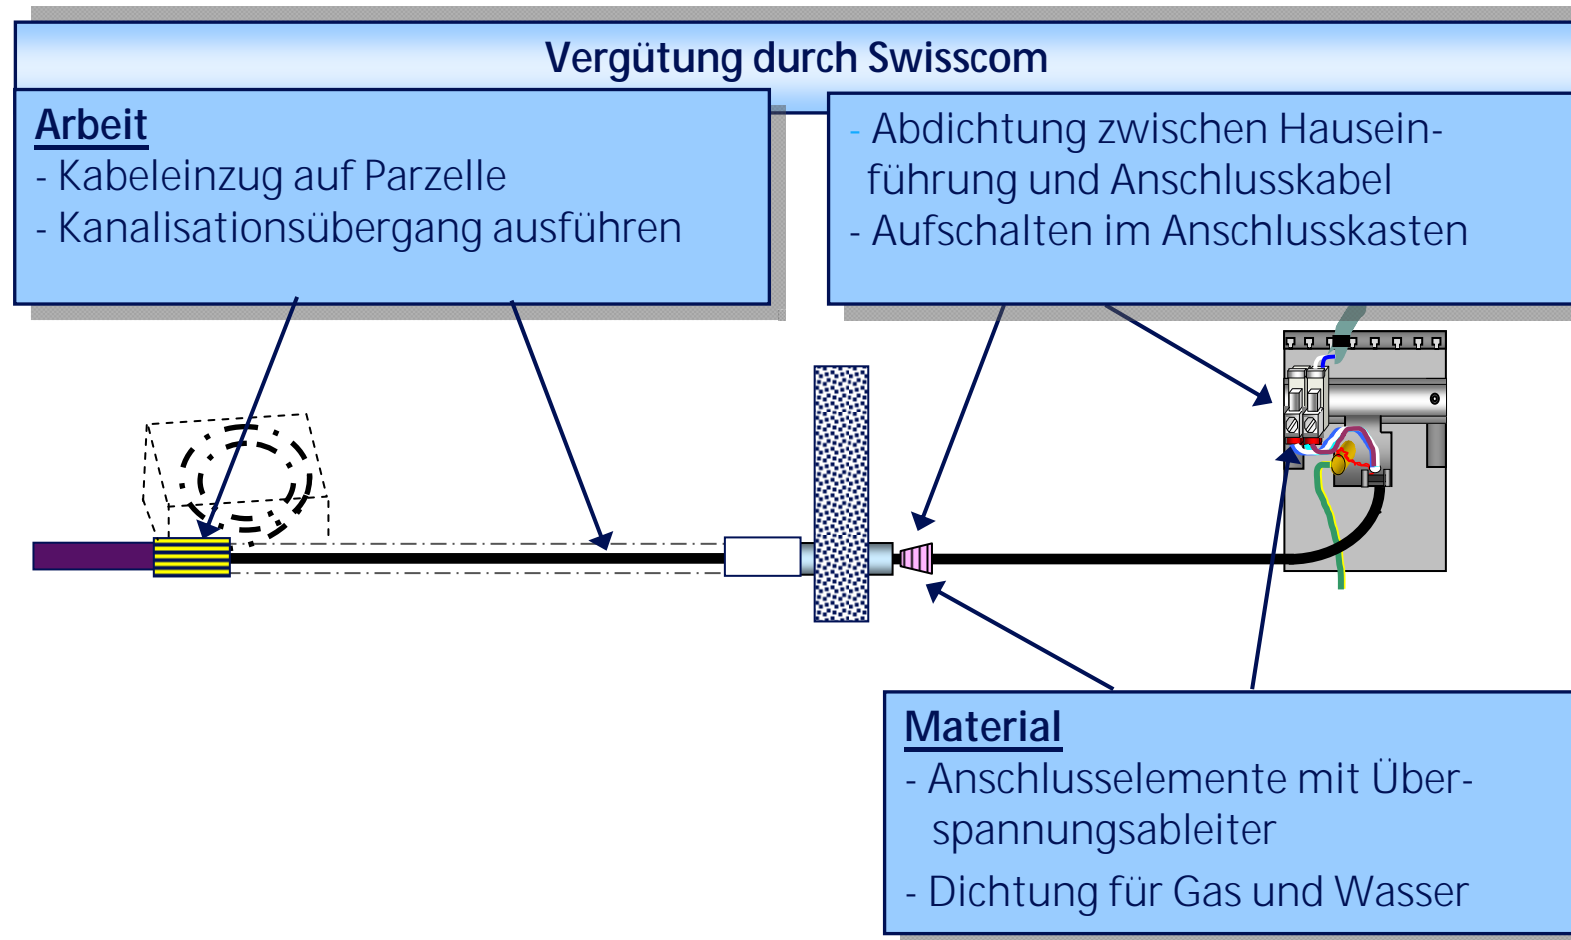 Vergütung durch Swisscom
Arbeit
- Kabeleinzug auf Parzelle
- Kanalisationsübergang ausführen
- Abdichtung zwischen Hausein-
führung und Anschlusskabel
- Aufschalten im Anschlusskasten
Material
- Anschlusselemente mit Über-
spannungsableiter
- Dichtung für Gas und Wasser